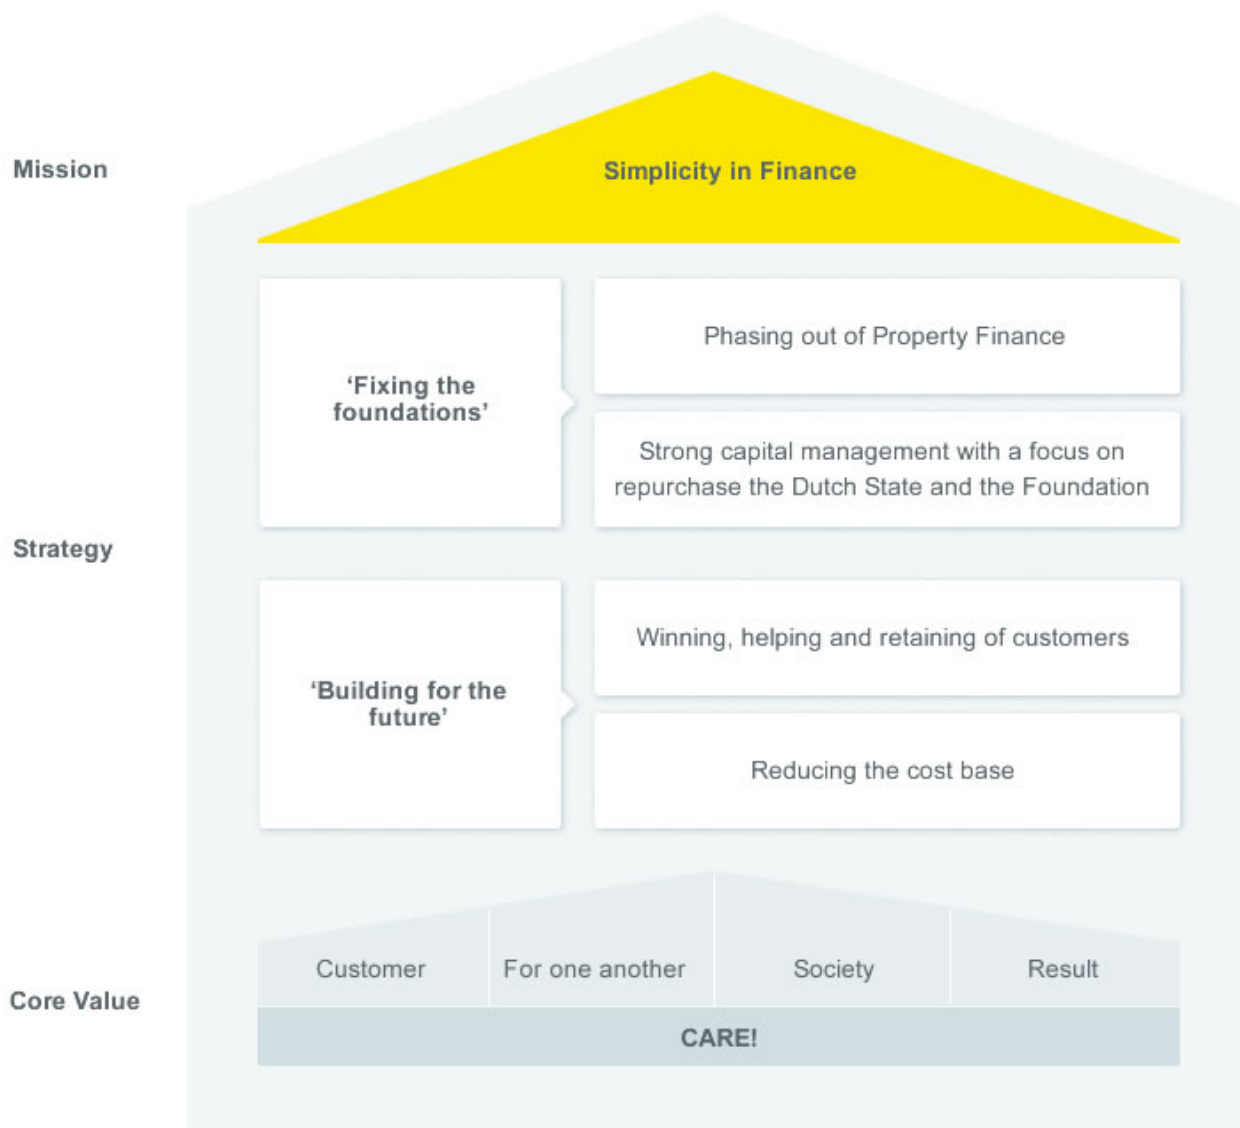 Mission
Simplicity in Finance
‘Fixing the
foundations’
Phasing out of Property Finance
Strong capital management with a focus on
repurchase the Dutch State and the Foundation
Strategy
‘Building for the
future’
Winning, helping and retaining of customers
Reducing the cost base
Customer
For one another
Society
Result
Core Value
CARE!